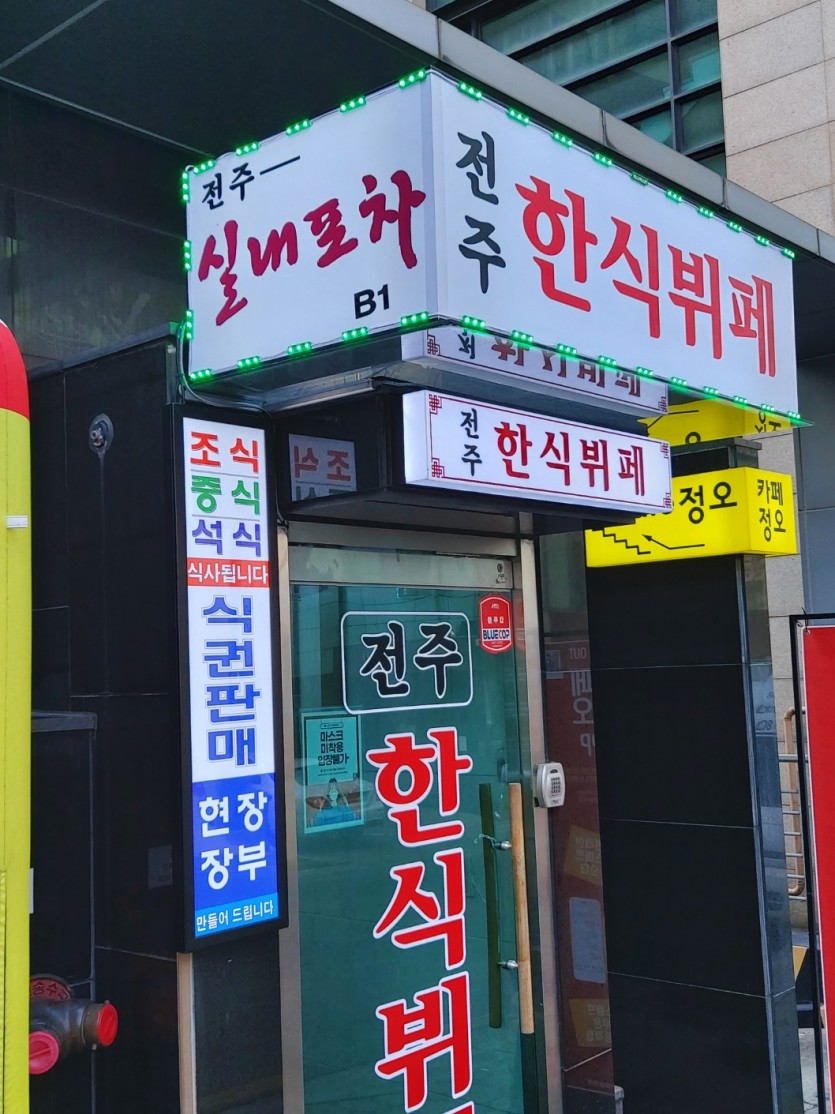 전주
실내포차
B1
전주
한식뷔페
전주
한식뷔페
정오
카페
정오
조식
중식
석식
식사됩니다
식권판매
현장
장부
만들어 드립니다
전주
한식뷔
BLUECOP
마스크
미착용
입장불가